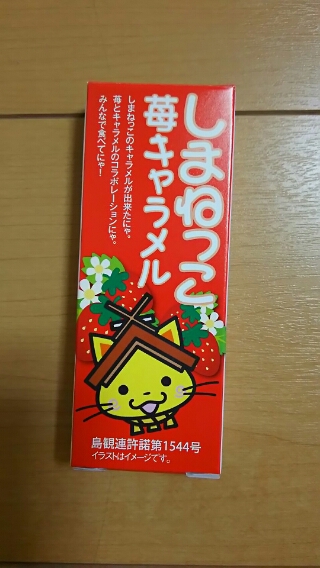 しまねっこ
苺キャラメル
しまねっこのキャラメルが出来たにゃ。
苺とキャラメルのコラボレーションにゃ。
みんなで食べてにゃ！
島観連許諾第1544号
イラストはイメージです。